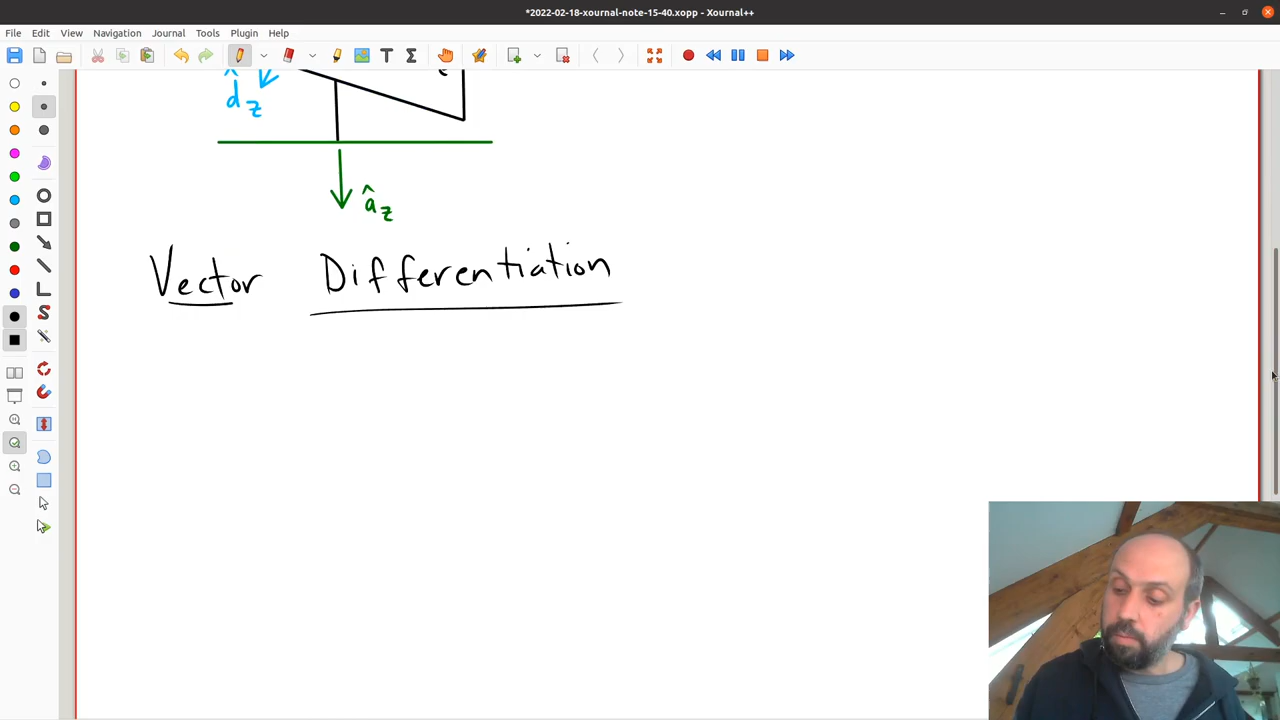 *2022-02-18-xournal-note-15-40.xopp - Xournal++
File Edit View Navigation Journal Tools Plugin Help
d̂z
âz
Vector Differentiation